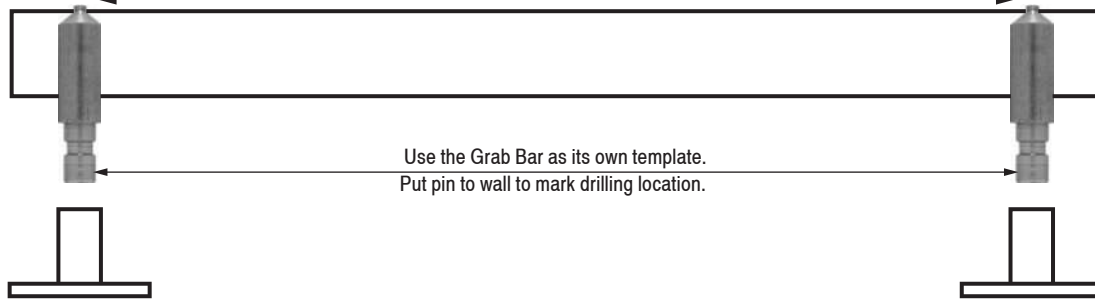 Use the Grab Bar as its own template.
Put pin to wall to mark drilling location.